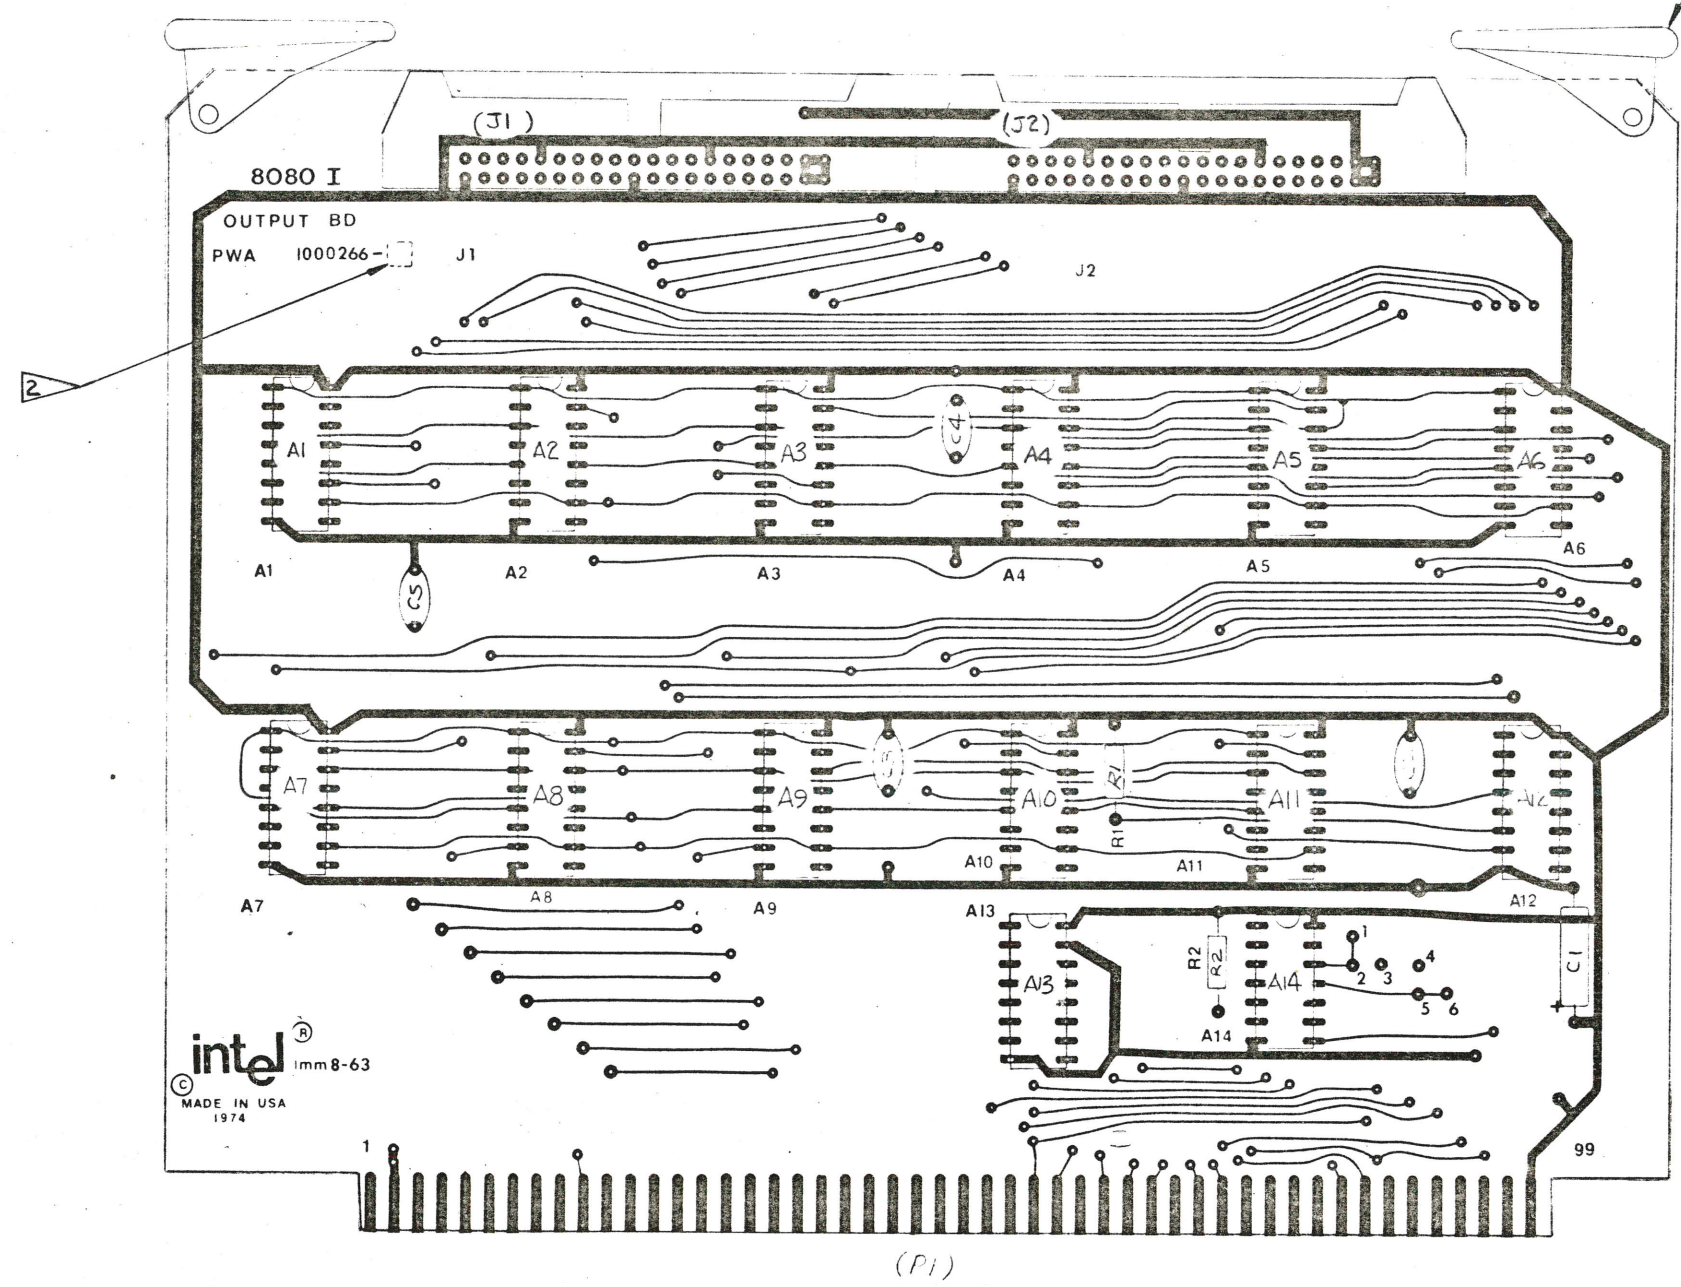 (J1)
(J2)
8080 I
OUTPUT BD
PWA 1000266-
J1
J2
2
A1
A2
A3
C4
A4
A5
A6
A1
A2
A3
A4
A5
A6
C5
A7
A8
A9
C3
A10
R1
A11
A12
R1
A10
A11
A7
A8
A9
A13
A12
A13
R2
R2
A14
A14
1
2
3
4
5
6
C1
+
intel ®
imm8-63
©
MADE IN USA
1974
1
99
(P1)